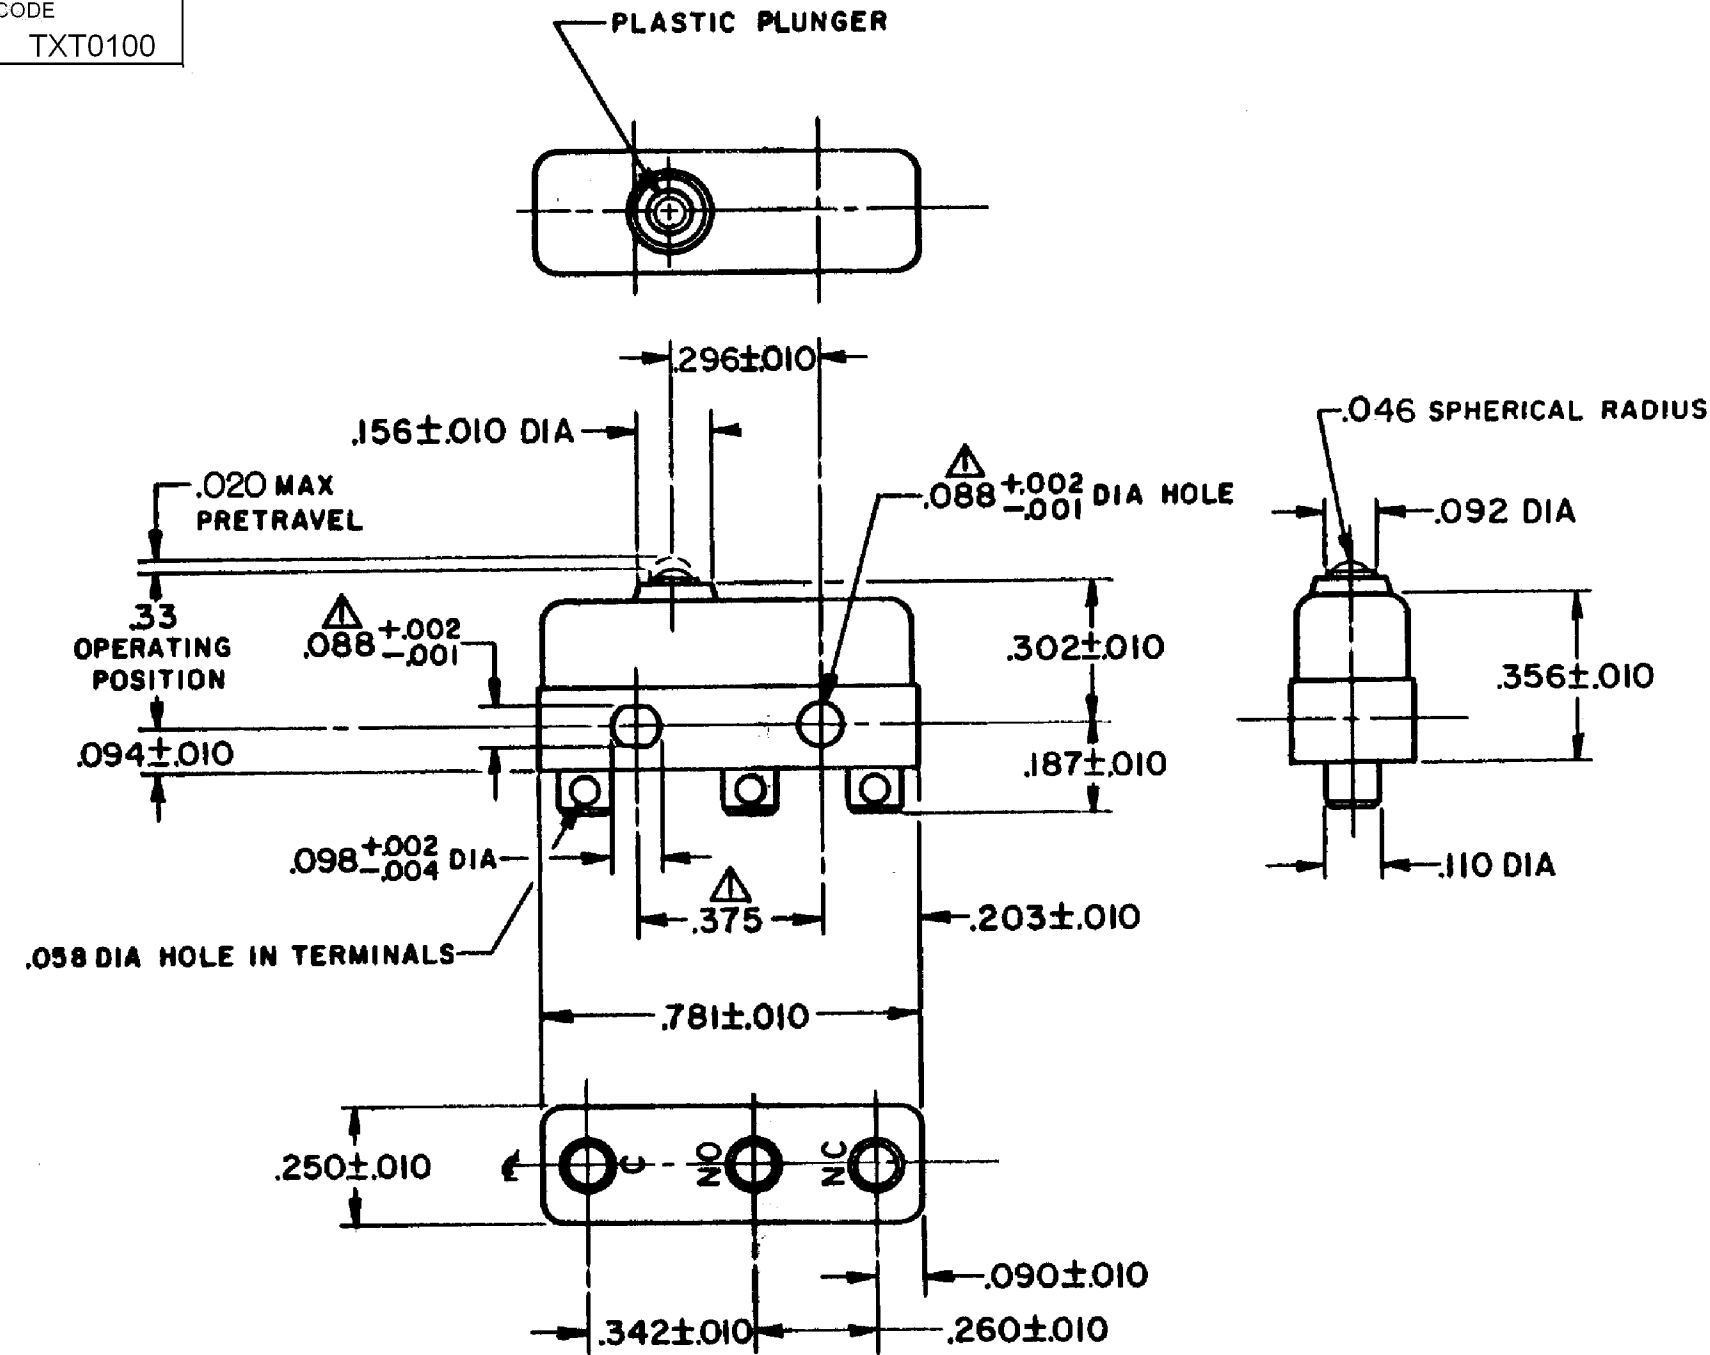 CODE
TXT0100
PLASTIC PLUNGER
.296±.010
.156±.010 DIA
.046 SPHERICAL RADIUS
.020 MAX
PRETRAVEL
1
.088 +.002 -.001 DIA HOLE
.092 DIA
.33
OPERATING
POSITION
1
.088 +.002 -.001
.302±.010
.356±.010
.094±.010
.187±.010
.098 +.002 -.004 DIA
.110 DIA
1
.375
.203±.010
.058 DIA HOLE IN TERMINALS
.781±.010
.250±.010
C
NO
NC
.090±.010
.342±.010
.260±.010